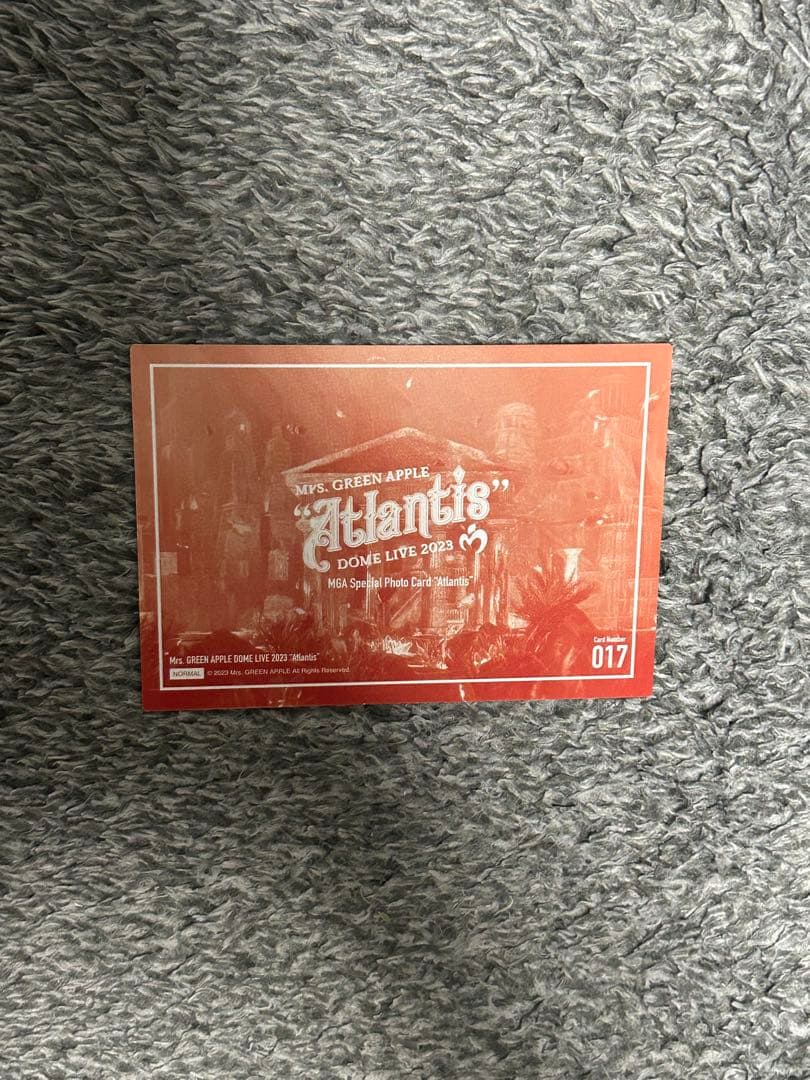 Mrs. GREEN APPLE
"Atlantis"
DOME LIVE 2023
MGA Special Photo Card "Atlantis"
Mrs. GREEN APPLE DOME LIVE 2023 "Atlantis"
NORMAL © 2023 Mrs. GREEN APPLE All Rights Reserved.
Card Number
017